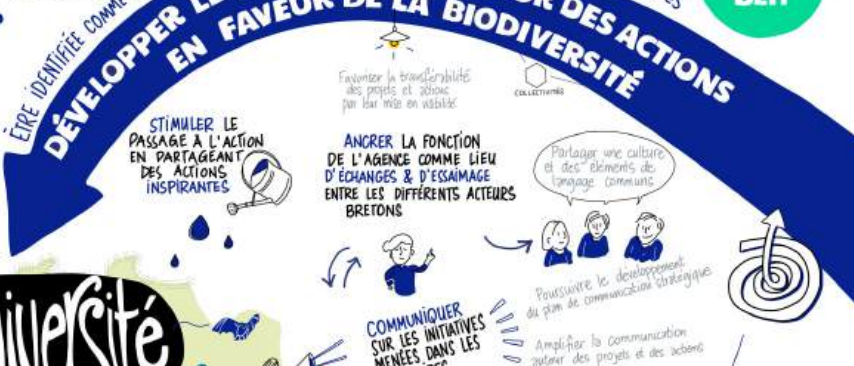 ÊTRE IDENTIFIÉE COMME
DÉVELOPPER LE
OR DES ACTIONS
EN FAVEUR DE LA BIODIVERSITÉ
Favoriser la transférabilité
des projets et actions
par leur mise en visibilité
COLLECTIVITÉS
STIMULER LE
PASSAGE À L'ACTION
EN PARTAGEANT
DES ACTIONS
INSPIRANTES
ANCRER LA FONCTION
DE L'AGENCE COMME LIEU
D'ÉCHANGES & D'ESSAIMAGE
ENTRE LES DIFFÉRENTS ACTEURS
BRETONS
Partager une culture
et des éléments de
langage communs
Poursuivre le développement
du plan de communication stratégique
COMMUNIQUER
SUR LES INITIATIVES
MENÉES DANS LES
Amplifier la communication
autour des projets et des actions
iversité